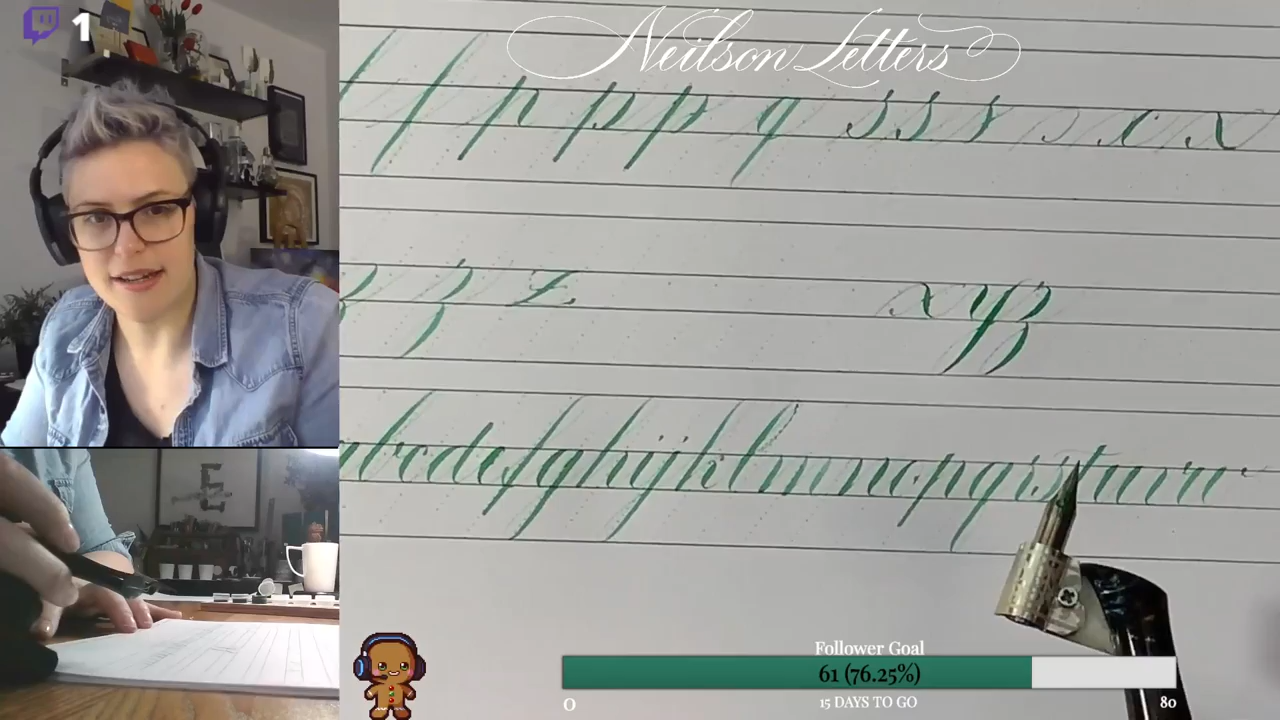 1
Neilson Letters
p p p q s s s
z
x y z
abcdefghijklmnopqrstuvw
Follower Goal
61 (76.25%)
0 15 DAYS TO GO 80